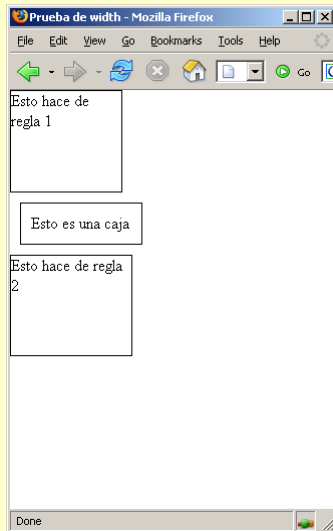 Prueba de width - Mozilla Firefox
File Edit View Go Bookmarks Tools Help
Go
Esto hace de
regla 1
Esto es una caja
Esto hace de regla
2
Done